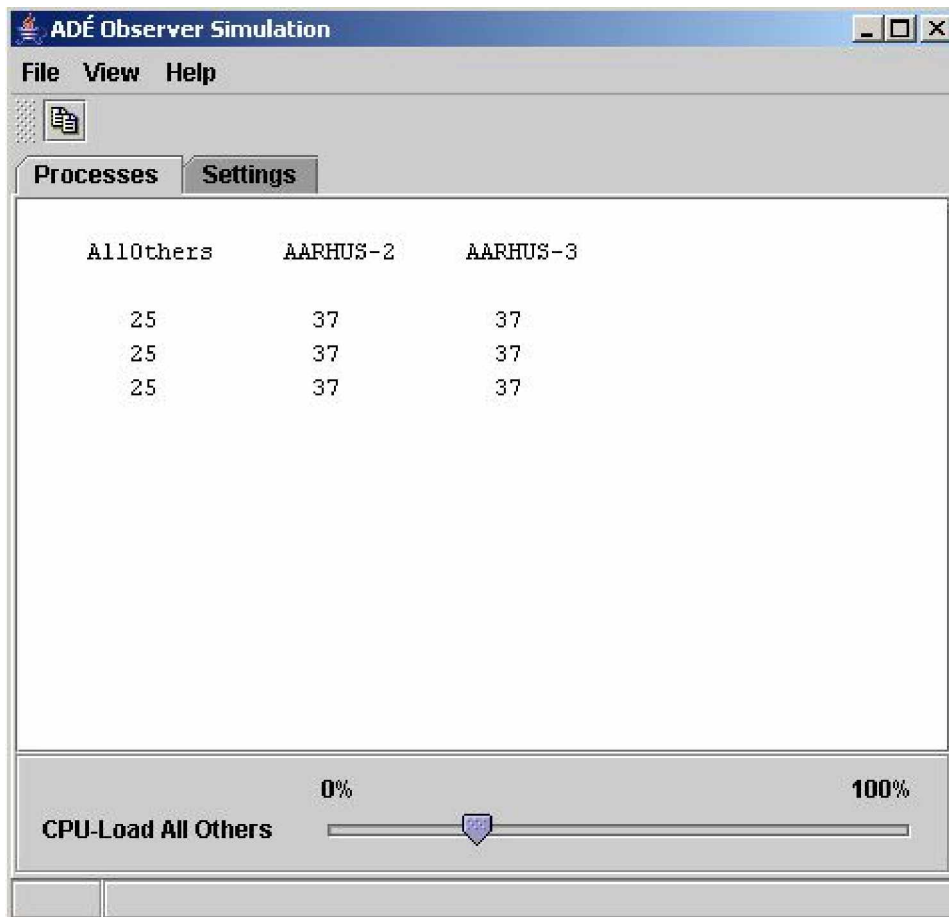 ADÉ Observer Simulation
File View Help
Processes Settings
AllOthers AARHUS-2 AARHUS-3
25 37 37
25 37 37
25 37 37
0% 100%
CPU-Load All Others